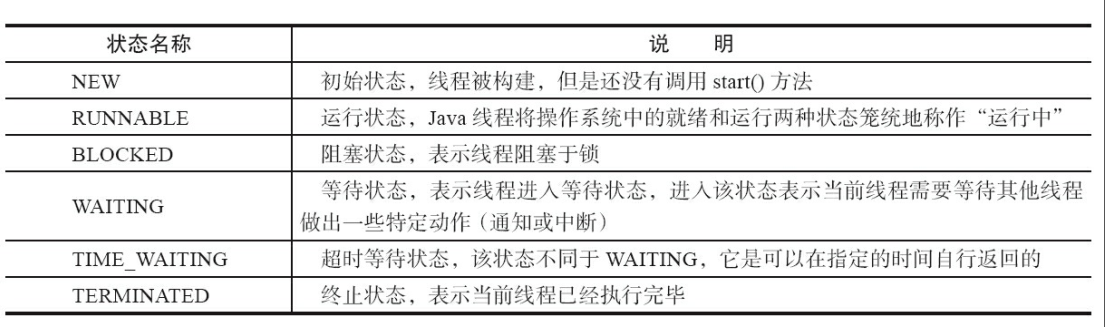 状态名称 说 明
NEW 初始状态，线程被构建，但是还没有调用 start() 方法
RUNNABLE 运行状态，Java 线程将操作系统中的就绪和运行两种状态笼统地称作“运行中”
BLOCKED 阻塞状态，表示线程阻塞于锁
WAITING 等待状态，表示线程进入等待状态，进入该状态表示当前线程需要等待其他线程
做出一些特定动作（通知或中断）
TIME_WAITING 超时等待状态，该状态不同于 WAITING，它是可以在指定的时间自行返回的
TERMINATED 终止状态，表示当前线程已经执行完毕